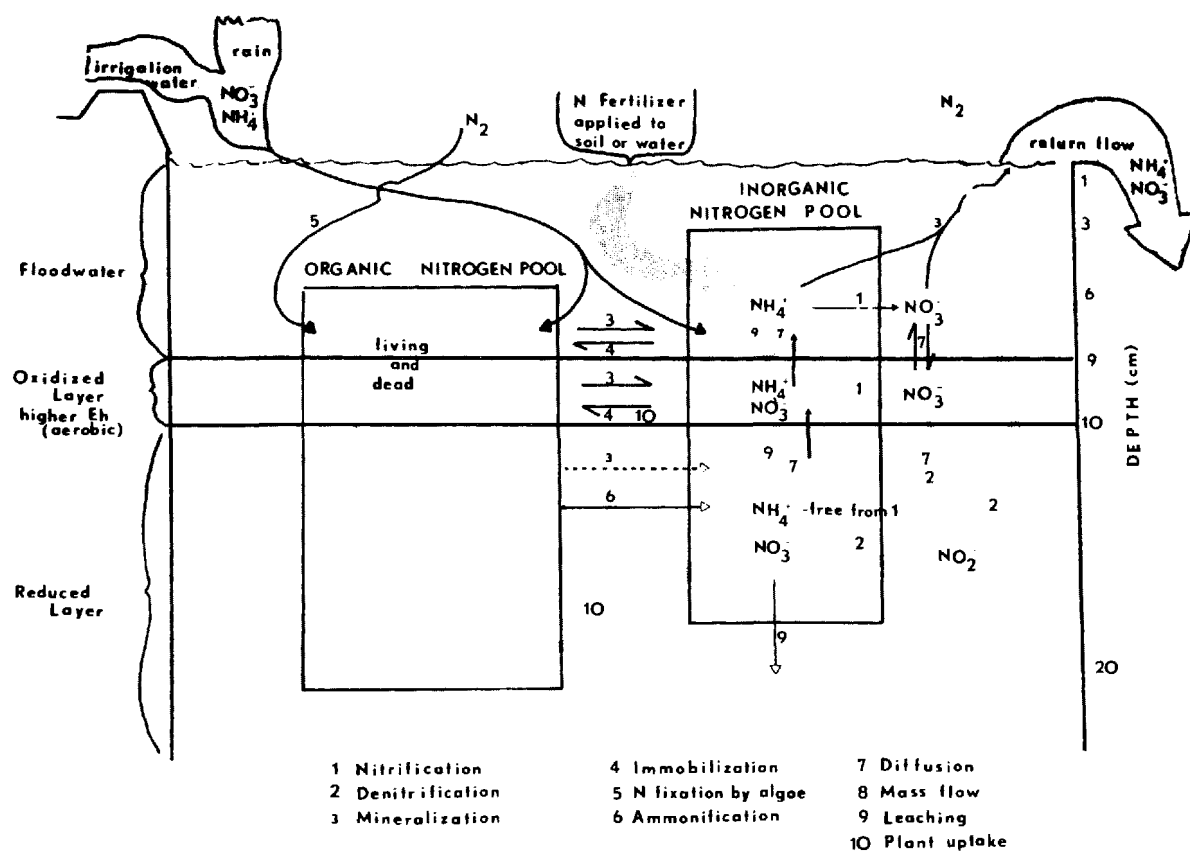 rain
irrigation
water
NO₃⁻
NH₄⁺
N₂
N Fertilizer
applied to
soil or water
N₂
return flow
NH₄⁺
NO₃⁻
1
3
6
9
10
20
DEPTH (cm)
INORGANIC
NITROGEN POOL
5
3
ORGANIC NITROGEN POOL
Floodwater
NH₄⁺ 1 NO₃⁻
3
9 7
7
4
living
and
dead
Oxidized
Layer
higher Eh
(aerobic)
3
NH₄⁺ 1 NO₃⁻
NO₃⁻
4 10
9 7
7
2
3
6
NH₄⁺ -free from 1
2
NO₃⁻ 2
NO₂⁻
Reduced
Layer
10
9
1 Nitrification
2 Denitrification
3 Mineralization
4 Immobilization
5 N fixation by algae
6 Ammonification
7 Diffusion
8 Mass flow
9 Leaching
10 Plant uptake